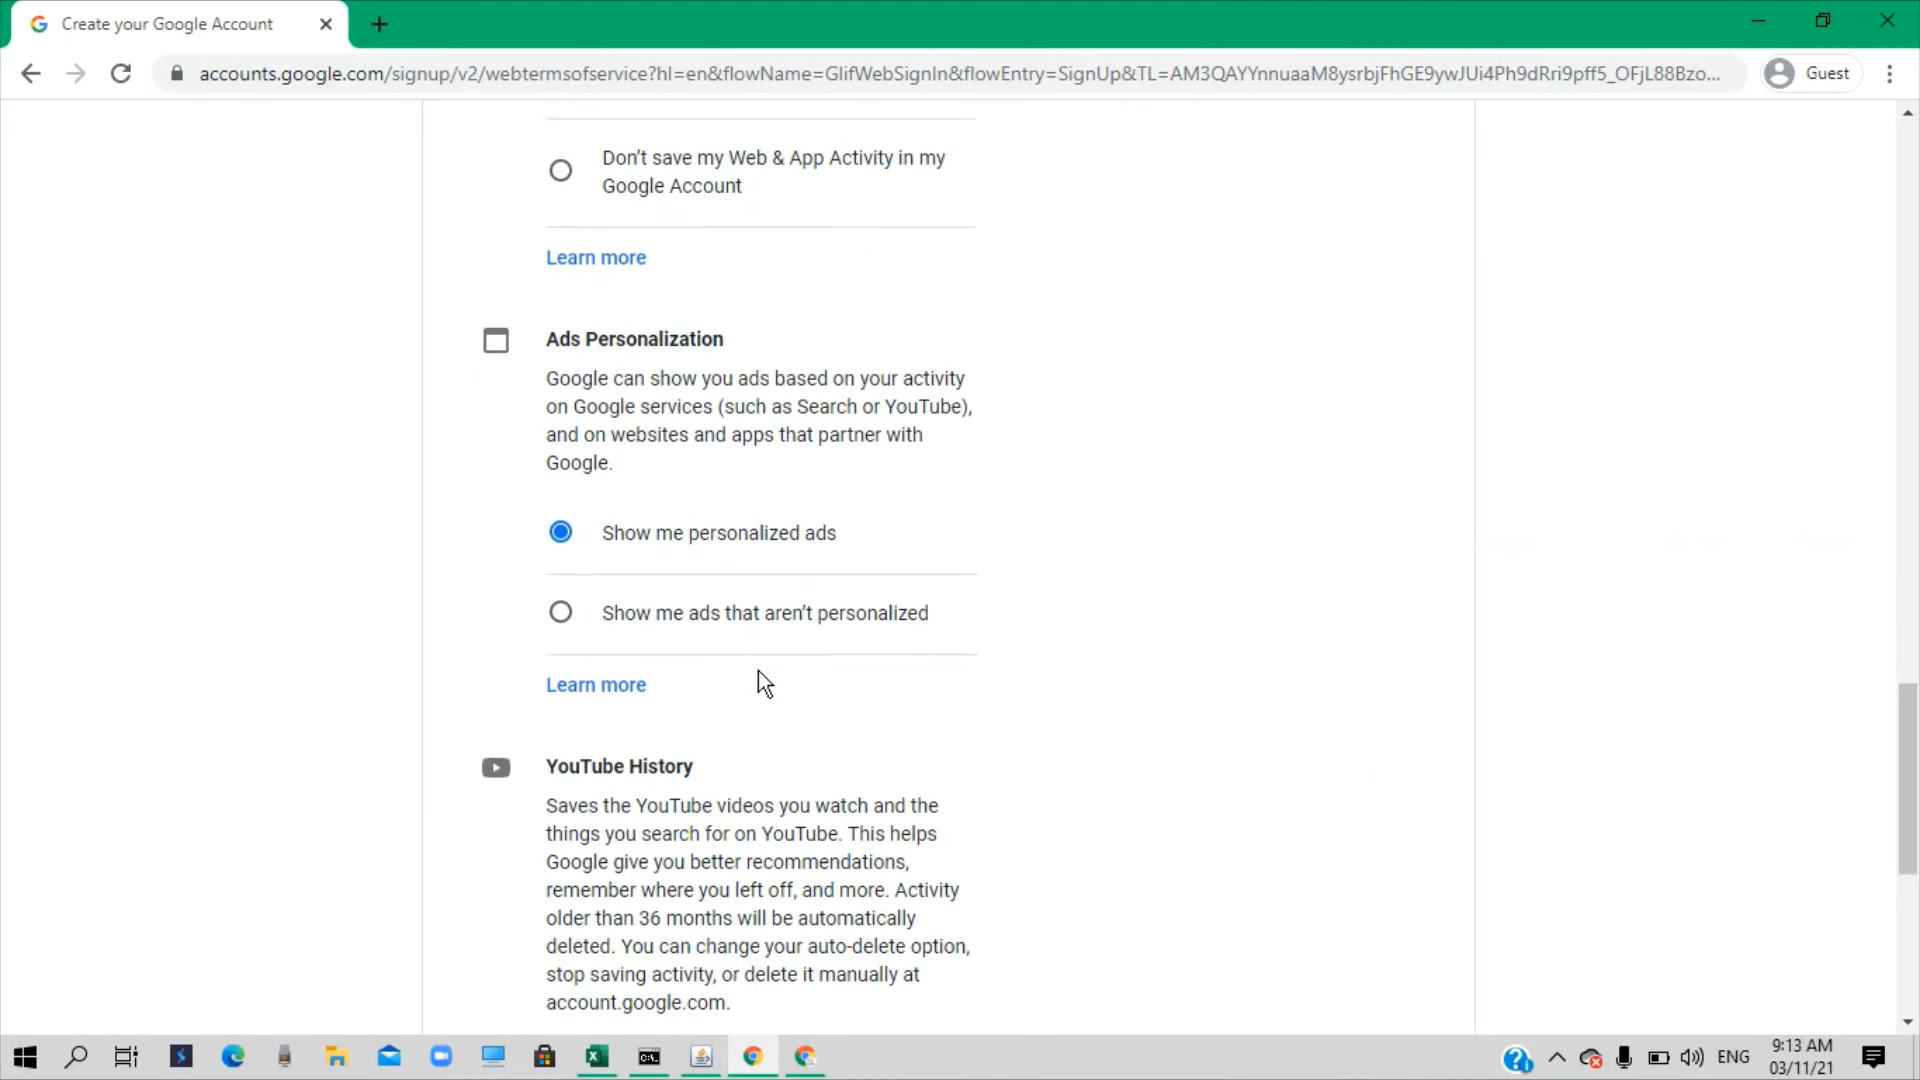 Create your Google Account
accounts.google.com/signup/v2/webtermsofservice?hl=en&flowName=GlifWebSignIn&flowEntry=SignUp&TL=AM3QAYYnnuaaM8ysrbjFhGE9ywJUi4Ph9dRri9pff5_OFjL88Bzo...
Guest
Don’t save my Web & App Activity in my
Google Account
Learn more
Ads Personalization
Google can show you ads based on your activity
on Google services (such as Search or YouTube),
and on websites and apps that partner with
Google.
Show me personalized ads
Show me ads that aren’t personalized
Learn more
YouTube History
Saves the YouTube videos you watch and the
things you search for on YouTube. This helps
Google give you better recommendations,
remember where you left off, and more. Activity
older than 36 months will be automatically
deleted. You can change your auto-delete option,
stop saving activity, or delete it manually at
account.google.com.
ENG
9:13 AM
03/11/21